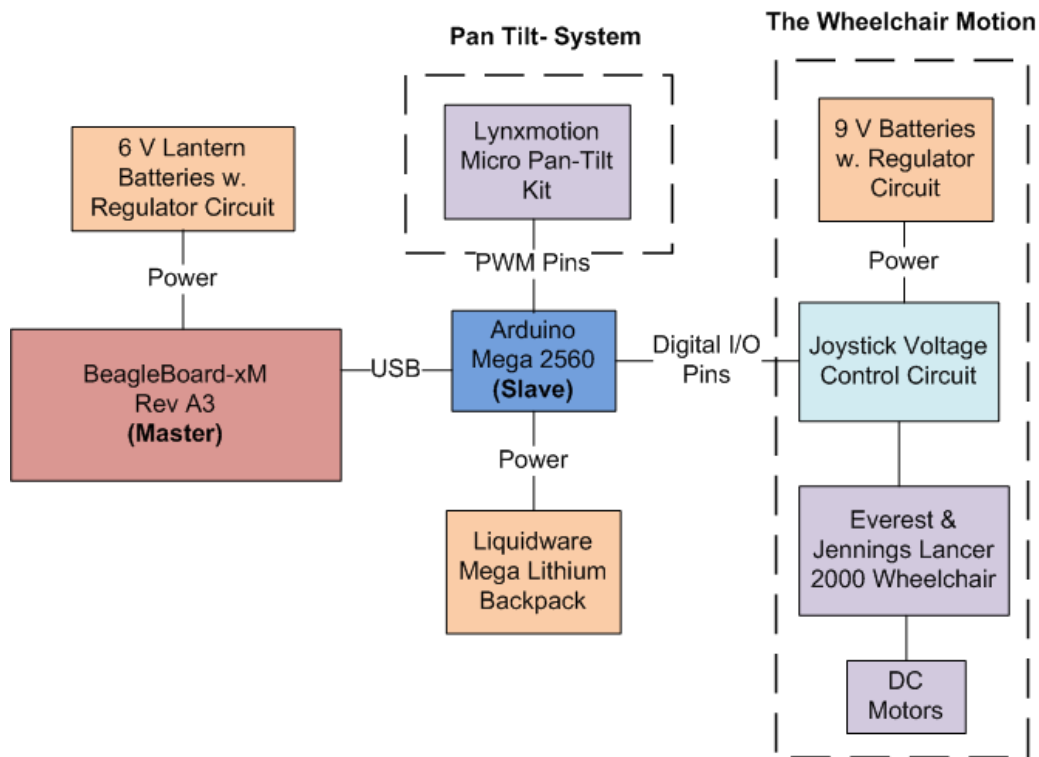 Pan Tilt- System
The Wheelchair Motion
6 V Lantern
Batteries w.
Regulator Circuit
Lynxmotion
Micro Pan-Tilt
Kit
9 V Batteries
w. Regulator
Circuit
Power
PWM Pins
Power
BeagleBoard-xM
Rev A3
(Master)
USB
Arduino
Mega 2560
(Slave)
Digital I/O
Pins
Joystick Voltage
Control Circuit
Power
Liquidware
Mega Lithium
Backpack
Everest &
Jennings Lancer
2000 Wheelchair
DC
Motors